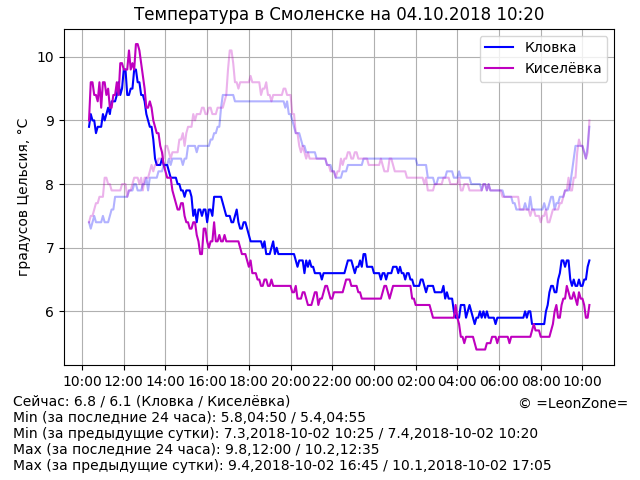 Температура в Смоленске на 04.10.2018 10:20
Кловка
Киселёвка
градусов Цельсия, °C
10
9
8
7
6
10:00 12:00 14:00 16:00 18:00 20:00 22:00 00:00 02:00 04:00 06:00 08:00 10:00
Сейчас: 6.8 / 6.1 (Кловка / Киселёвка)
© =LeonZone=
Min (за последние 24 часа): 5.8,04:50 / 5.4,04:55
Min (за предыдущие сутки): 7.3,2018-10-02 10:25 / 7.4,2018-10-02 10:20
Max (за последние 24 часа): 9.8,12:00 / 10.2,12:35
Max (за предыдущие сутки): 9.4,2018-10-02 16:45 / 10.1,2018-10-02 17:05